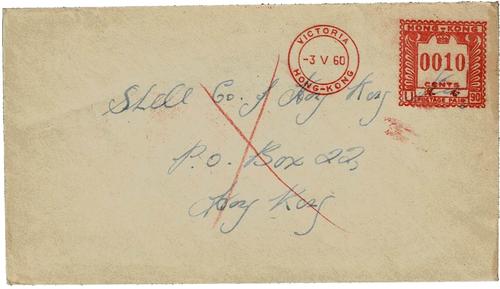 VICTORIA
-3 V 60
HONG-KONG
HONG-KONG
0010
CENTS
POSTAGE PAID
Shell Co. of Hong Kong
P.O. Box 22,
Hong Kong